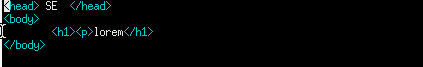 <head> SE  </head>
<body>
        <h1><p>lorem</h1>
</body>